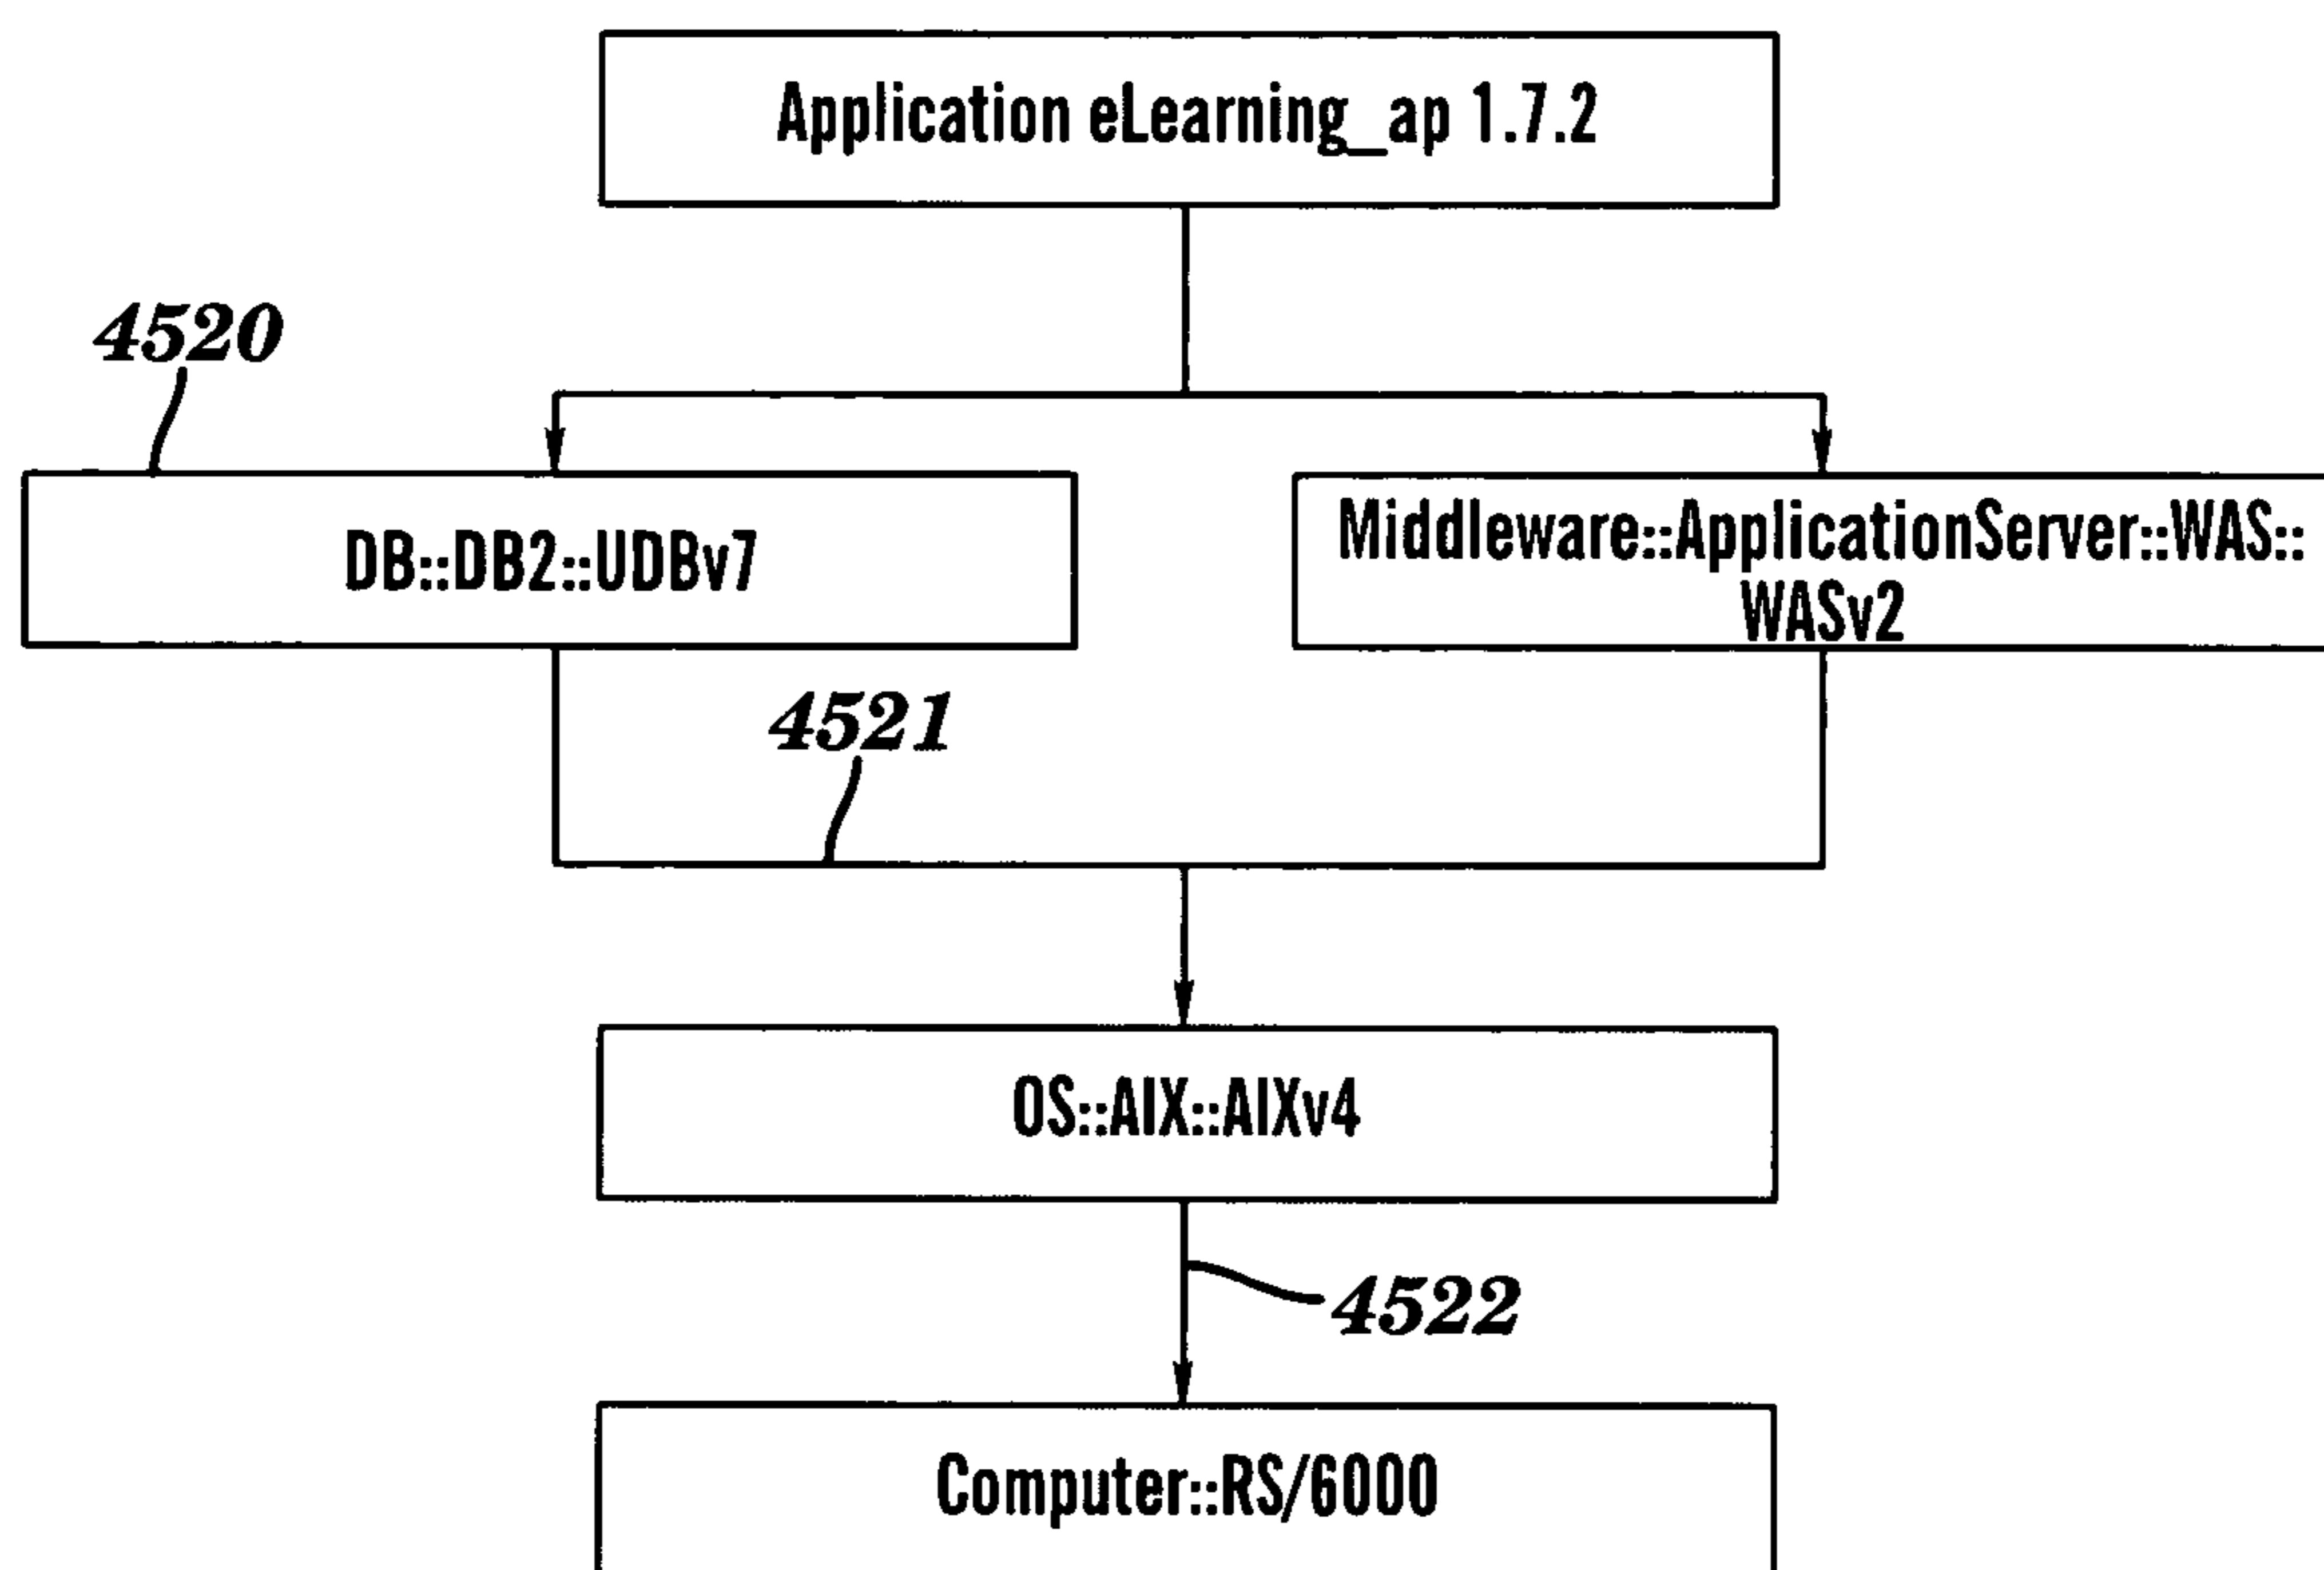 Application eLearning_ap 1.7.2
4520
DB::DB2::UDBv7
Middleware::ApplicationServer::WAS::
WASv2
4521
OS::AIX::AIXv4
4522
Computer::RS/6000